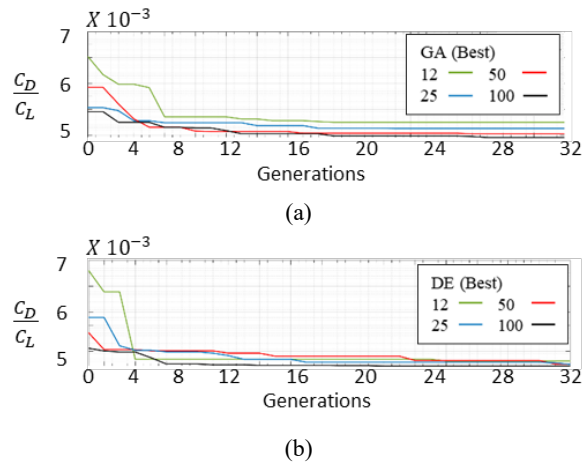 X 10⁻³
7
6
5
C_D
C_L
GA (Best)
12 50
25 100
0 4 8 12 16 20 24 28 32
Generations
(a)
X 10⁻³
7
6
5
C_D
C_L
DE (Best)
12 50
25 100
0 4 8 12 16 20 24 28 32
Generations
(b)